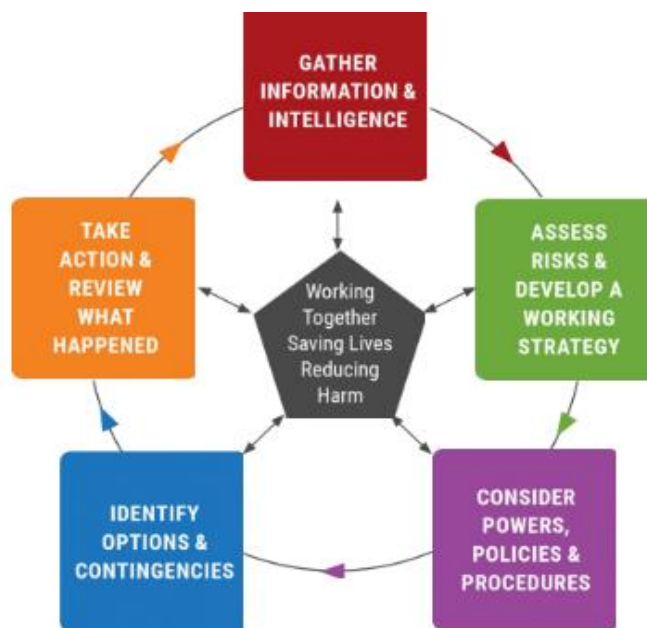 GATHER
INFORMATION &
INTELLIGENCE
ASSESS
RISKS &
DEVELOP A
WORKING
STRATEGY
CONSIDER
POWERS,
POLICIES &
PROCEDURES
IDENTIFY
OPTIONS &
CONTINGENCIES
TAKE
ACTION &
REVIEW
WHAT
HAPPENED
Working
Together
Saving Lives
Reducing
Harm